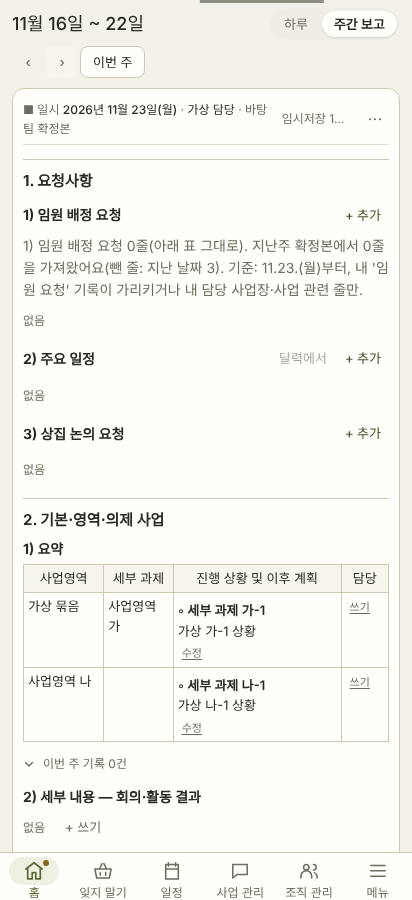 11월 16일 ~ 22일
하루
주간 보고
‹
›
이번 주
■ 일시 2026년 11월 23일(월) · 가상 담당 · 바탕
팀 확정본
임시저장 1…
⋯
1. 요청사항
1) 임원 배정 요청
+ 추가
1) 임원 배정 요청 0줄(아래 표 그대로). 지난주 확정본에서 0줄
을 가져왔어요(뺀 줄: 지난 날짜 3). 기준: 11.23.(월)부터, 내 '임
원 요청' 기록이 가리키거나 내 담당 사업장·사업 관련 줄만.
없음
2) 주요 일정
달력에서
+ 추가
없음
3) 상집 논의 요청
+ 추가
없음
2. 기본·영역·의제 사업
1) 요약
사업영역
세부 과제
진행 상황 및 이후 계획
담당
가상 묶음
사업영역
가
∘ 세부 과제 가-1
가상 가-1 상황
수정
쓰기
사업영역 나
∘ 세부 과제 나-1
가상 나-1 상황
수정
쓰기
이번 주 기록 0건
2) 세부 내용 — 회의·활동 결과
없음
+ 쓰기
홈
잊지 말기
일정
사업 관리
조직 관리
메뉴